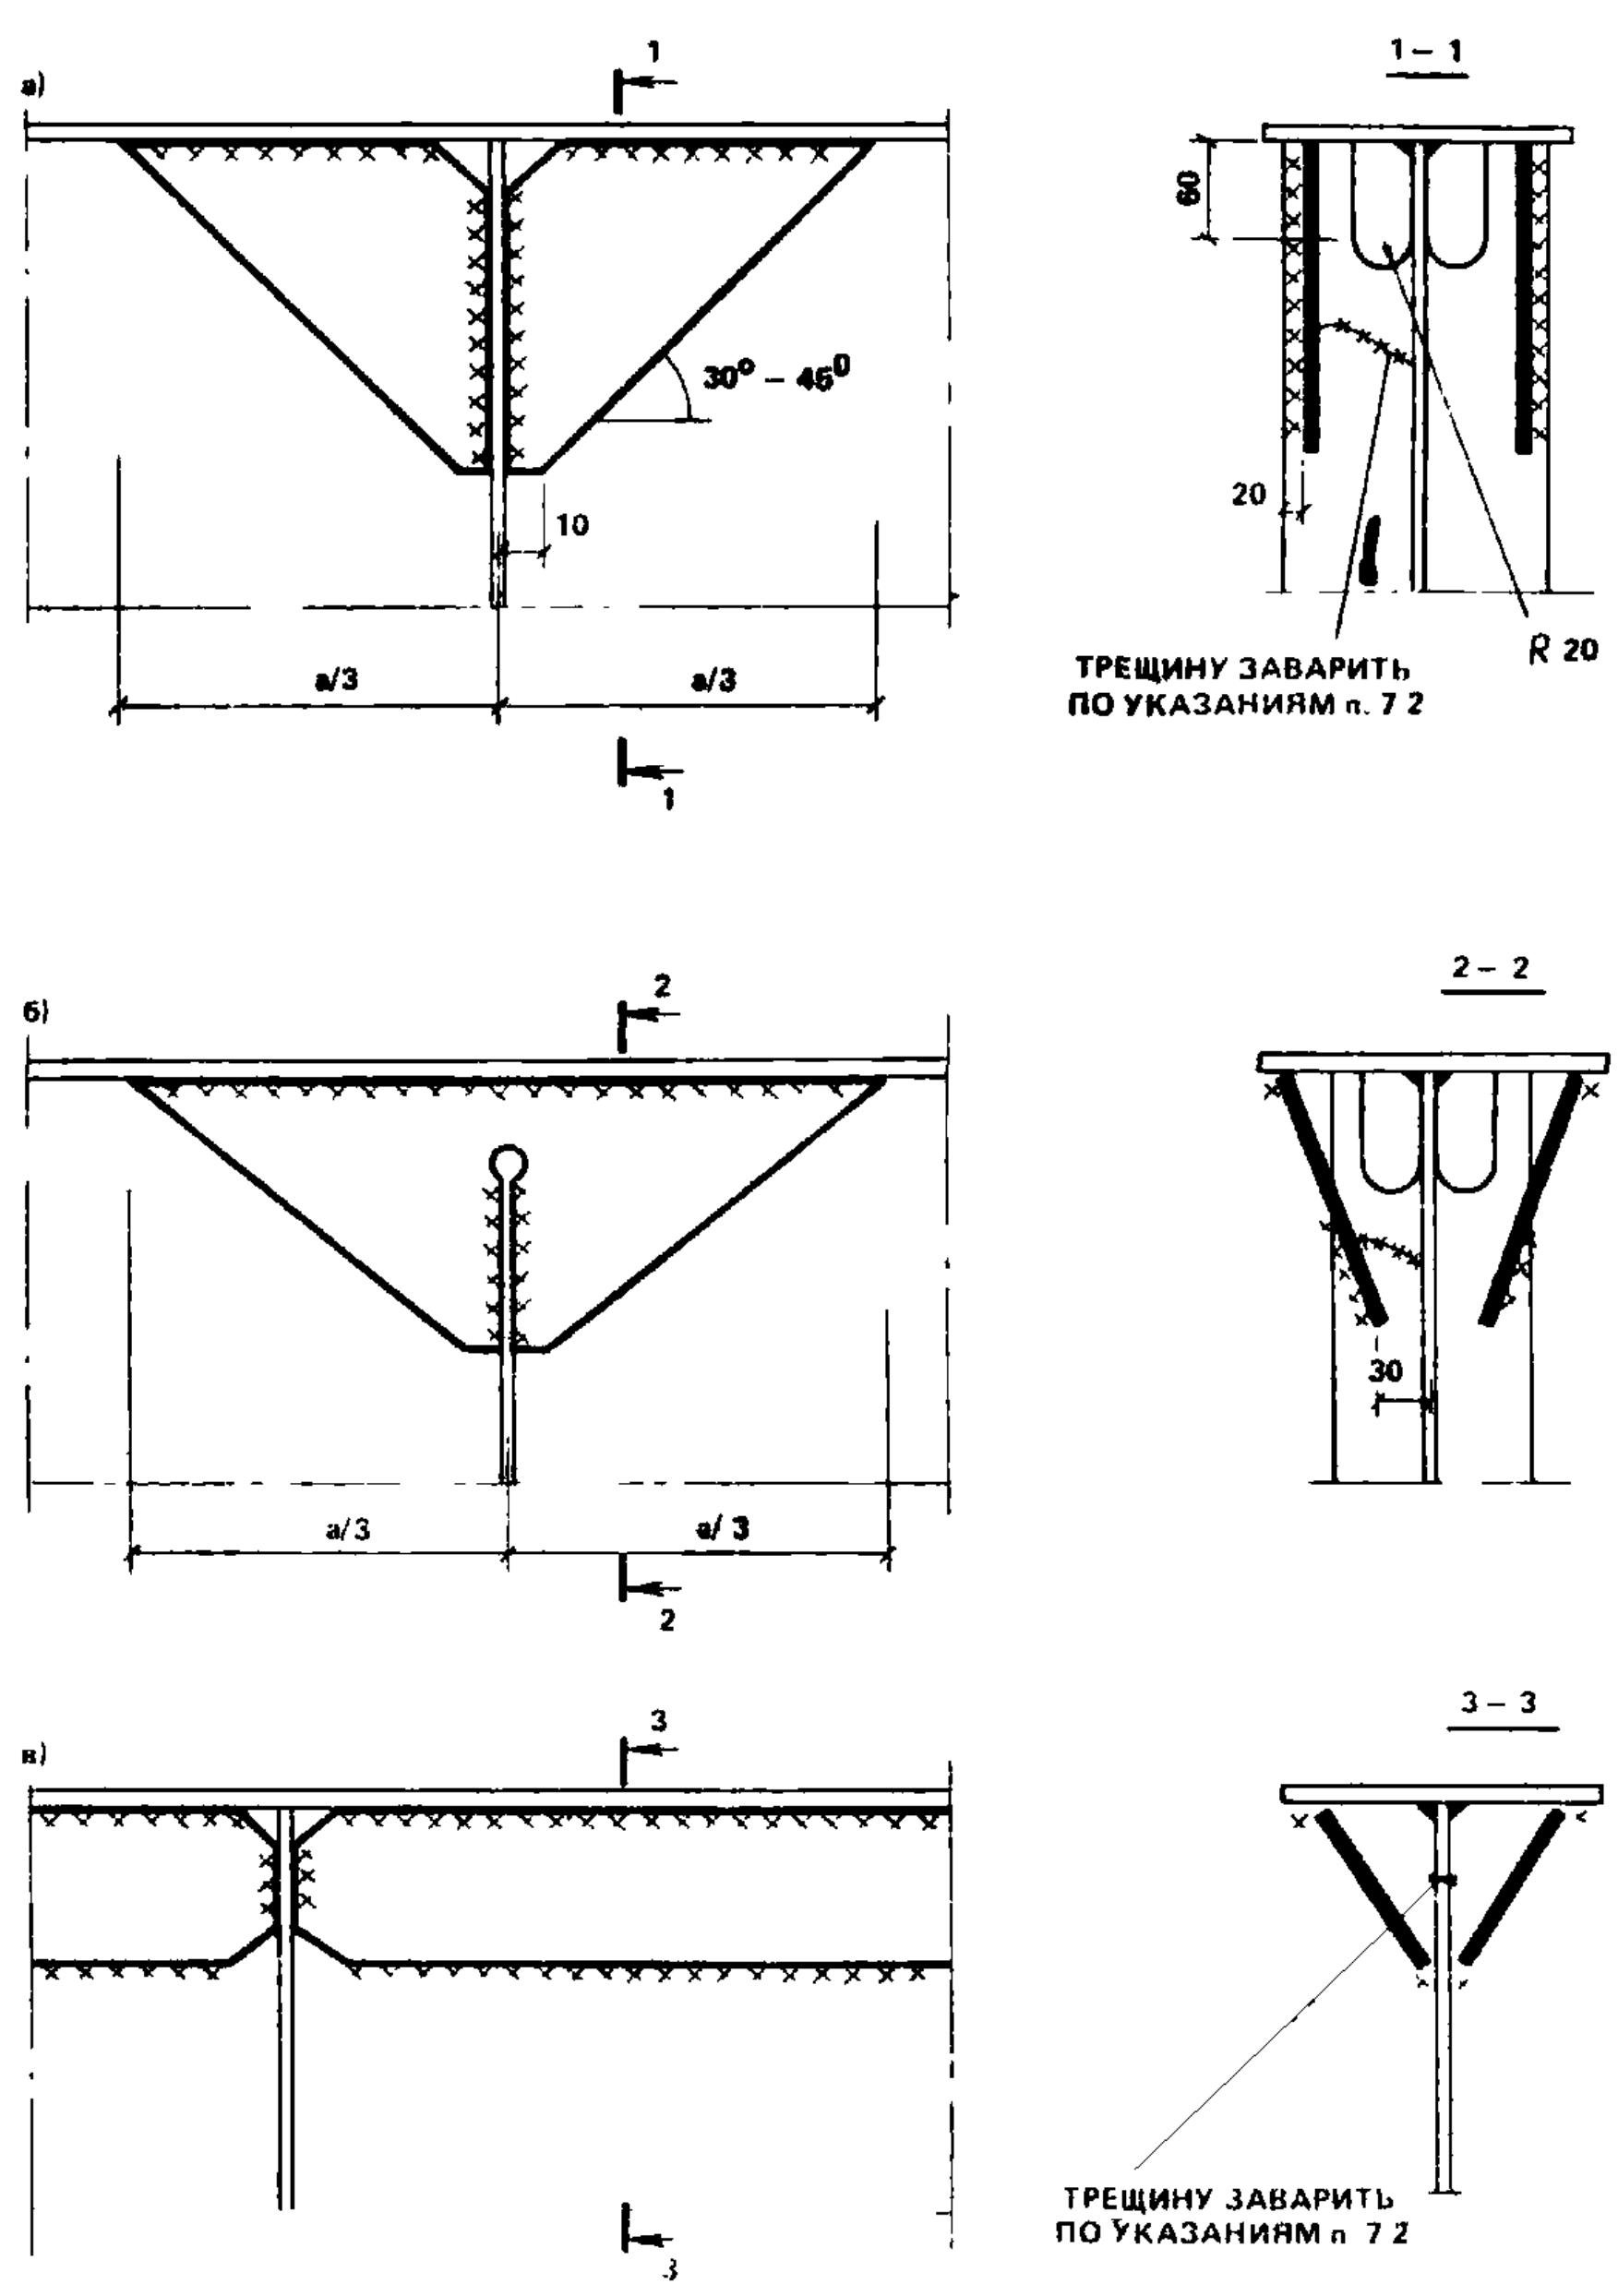 а)
1
1 – 1
60
30° – 45°
20
10
R 20
ТРЕЩИНУ ЗАВАРИТЬ
ПО УКАЗАНИЯМ п. 7 2
а/3
а/3
1
б)
2
2 – 2
30
а/3
а/ 3
2
в)
3
3 – 3
ТРЕЩИНУ ЗАВАРИТЬ
ПО УКАЗАНИЯМ п 7 2
3